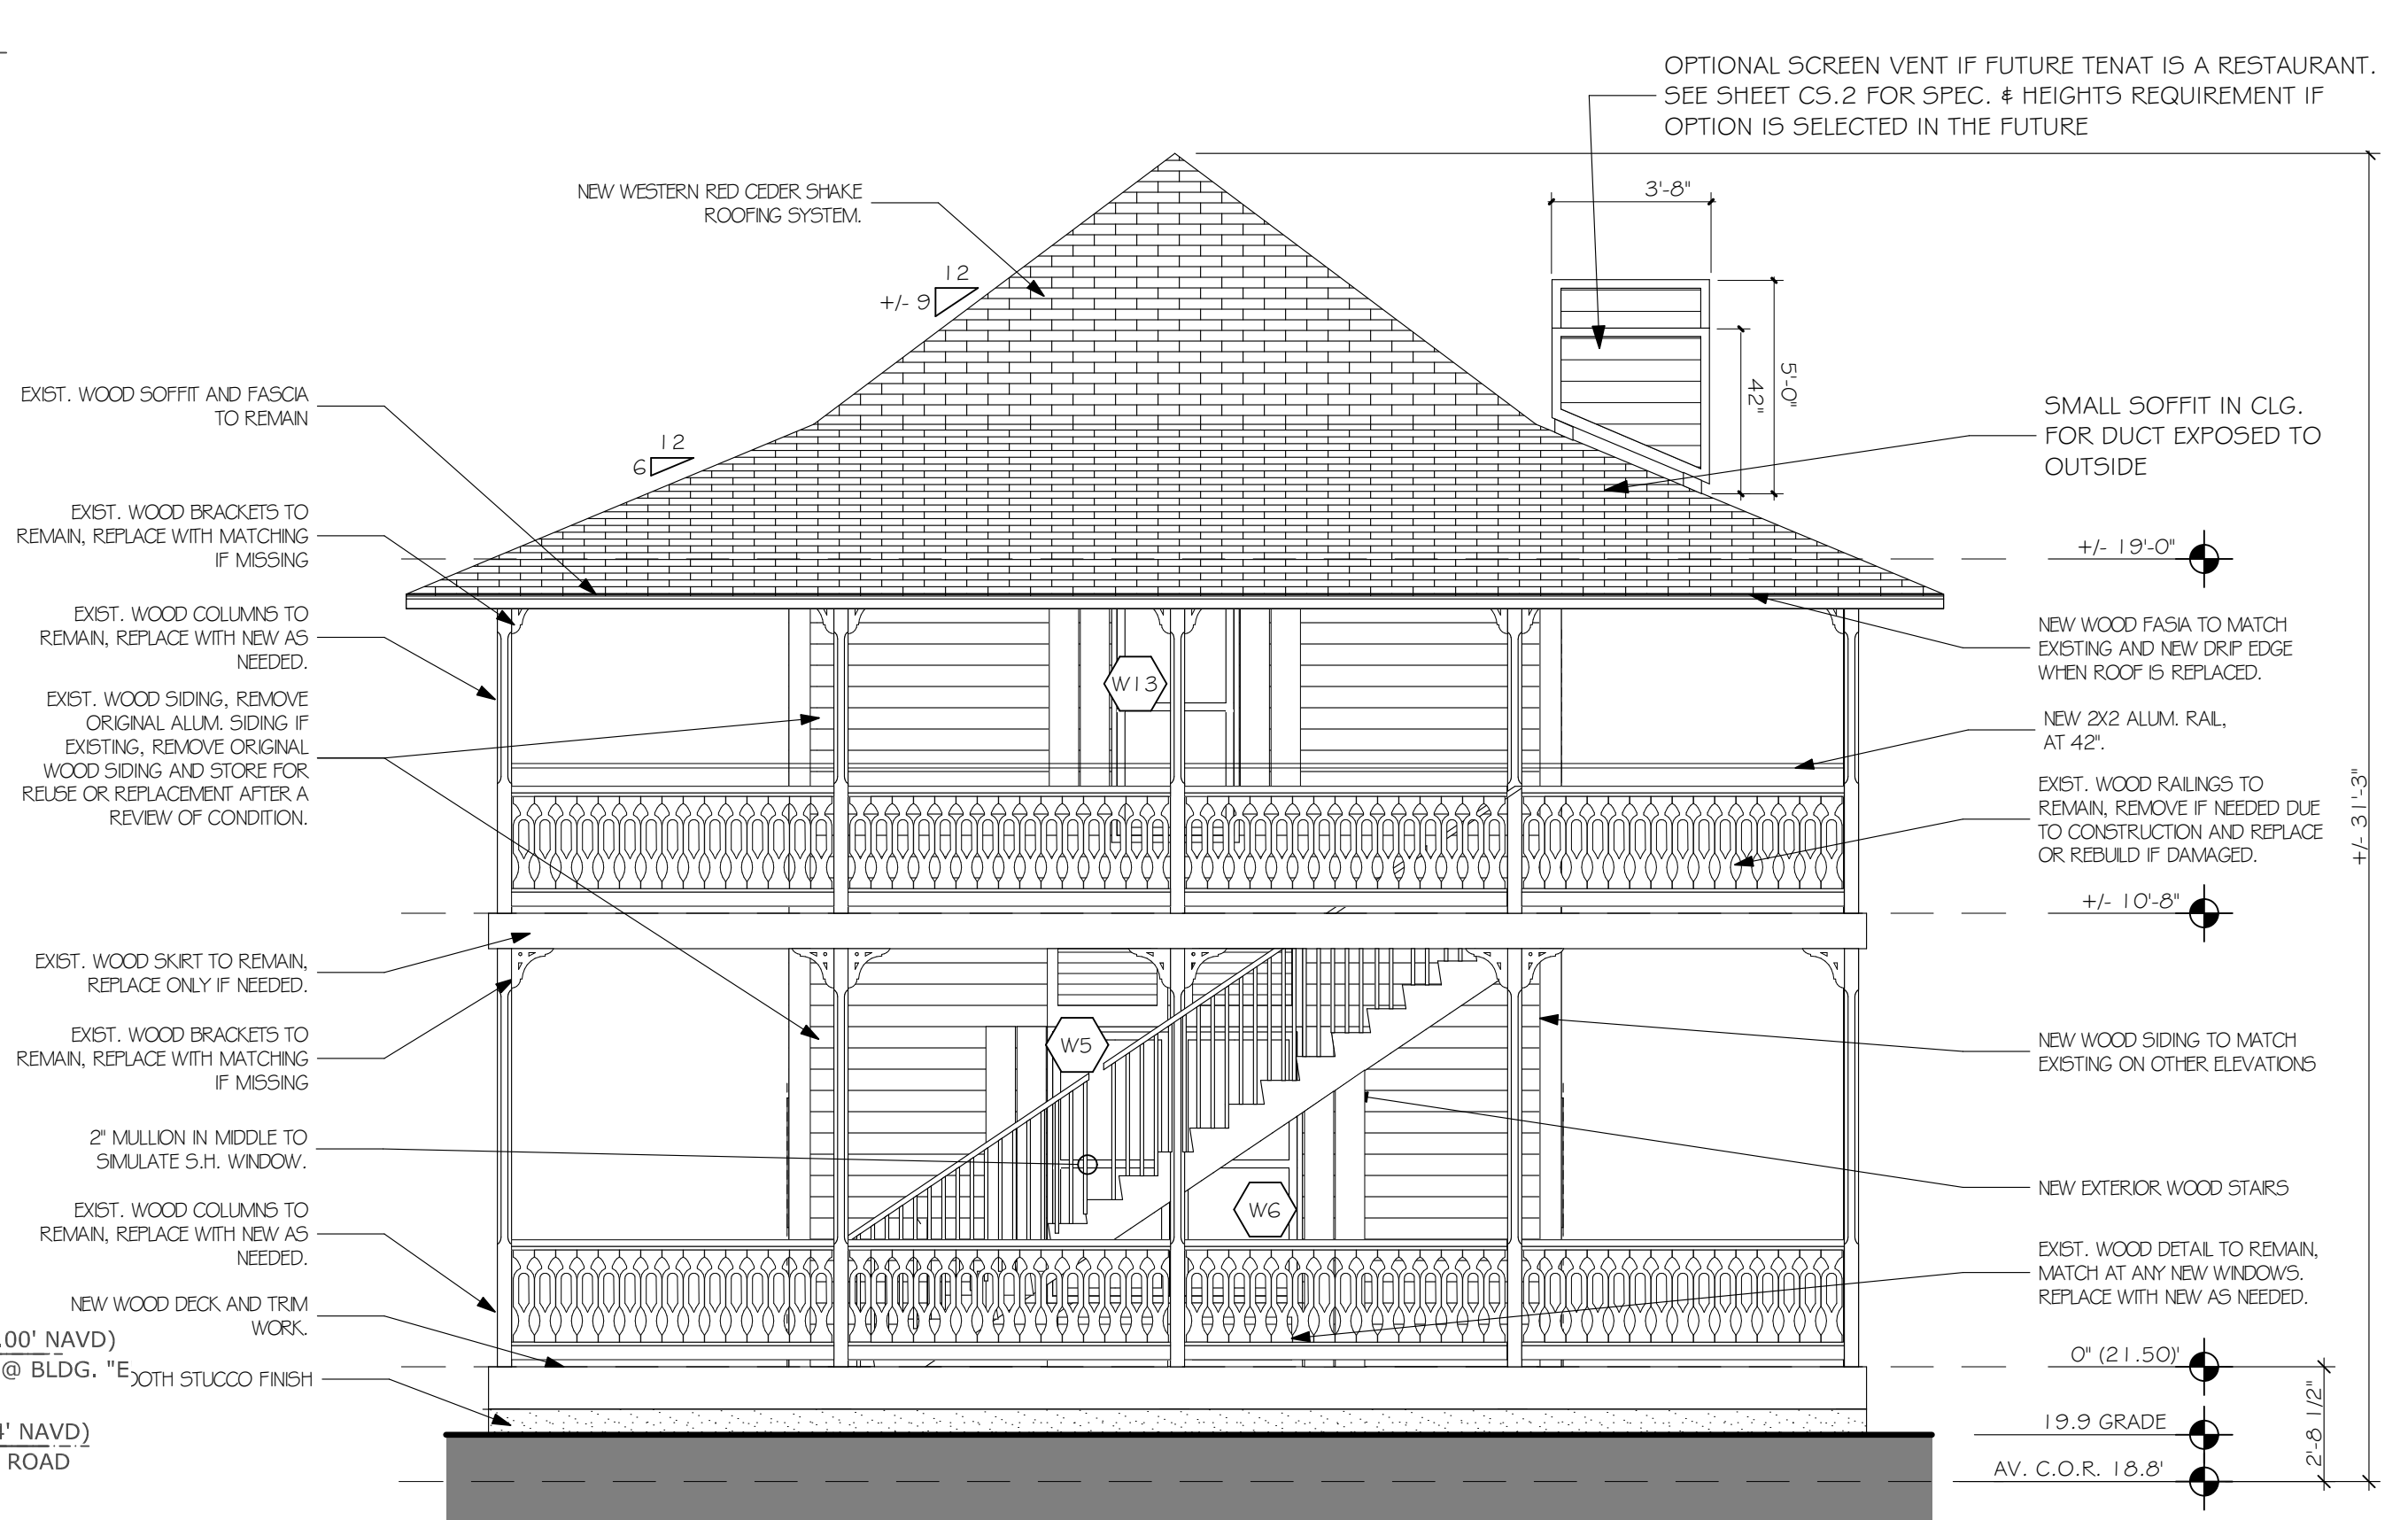 OPTIONAL SCREEN VENT IF FUTURE TENAT IS A RESTAURANT.
SEE SHEET CS.2 FOR SPEC. & HEIGHTS REQUIREMENT IF
OPTION IS SELECTED IN THE FUTURE
NEW WESTERN RED CEDER SHAKE
ROOFING SYSTEM.
3'-8"
12
+/- 9
5'-0"
42"
12
6
EXIST. WOOD SOFFIT AND FASCIA
TO REMAIN
EXIST. WOOD BRACKETS TO
REMAIN, REPLACE WITH MATCHING
IF MISSING
EXIST. WOOD COLUMNS TO
REMAIN, REPLACE WITH NEW AS
NEEDED.
EXIST. WOOD SIDING, REMOVE
ORIGINAL ALUM. SIDING IF
EXISTING, REMOVE ORIGINAL
WOOD SIDING AND STORE FOR
REUSE OR REPLACEMENT AFTER A
REVIEW OF CONDITION.
EXIST. WOOD SKIRT TO REMAIN,
REPLACE ONLY IF NEEDED.
EXIST. WOOD BRACKETS TO
REMAIN, REPLACE WITH MATCHING
IF MISSING
2" MULLION IN MIDDLE TO
SIMULATE S.H. WINDOW.
EXIST. WOOD COLUMNS TO
REMAIN, REPLACE WITH NEW AS
NEEDED.
NEW WOOD DECK AND TRIM
WORK.
.00' NAVD)
@ BLDG. "E
OOTH STUCCO FINISH
' NAVD)
ROAD
W13
W5
W6
SMALL SOFFIT IN CLG.
FOR DUCT EXPOSED TO
OUTSIDE
+/- 19'-0"
NEW WOOD FASIA TO MATCH
EXISTING AND NEW DRIP EDGE
WHEN ROOF IS REPLACED.
NEW 2X2 ALUM. RAIL,
AT 42".
EXIST. WOOD RAILINGS TO
REMAIN, REMOVE IF NEEDED DUE
TO CONSTRUCTION AND REPLACE
OR REBUILD IF DAMAGED.
+/- 31'-3"
+/- 10'-8"
NEW WOOD SIDING TO MATCH
EXISTING ON OTHER ELEVATIONS
NEW EXTERIOR WOOD STAIRS
EXIST. WOOD DETAIL TO REMAIN,
MATCH AT ANY NEW WINDOWS.
REPLACE WITH NEW AS NEEDED.
0" (21.50)'
19.9 GRADE
AV. C.O.R. 18.8'
2'-8 1/2"